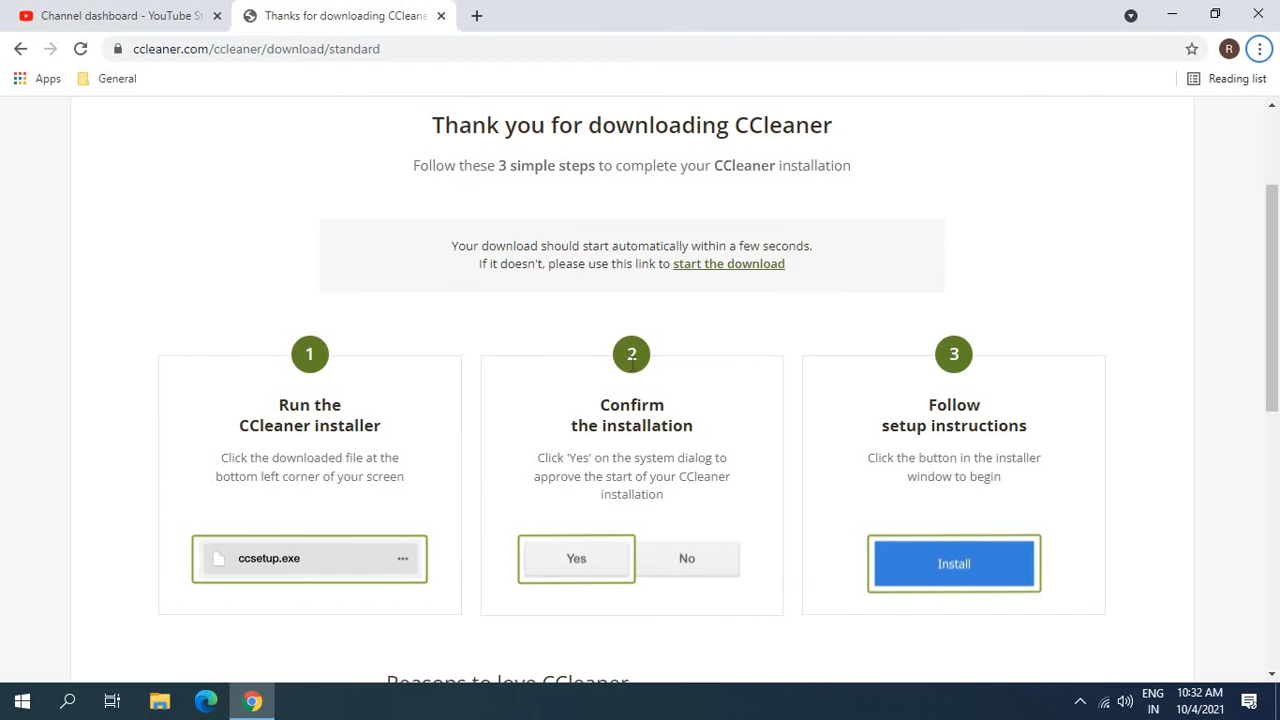 Channel dashboard - YouTube St
Thanks for downloading CCleane
ccleaner.com/ccleaner/download/standard
R
Apps
General
Reading list
Thank you for downloading CCleaner
Follow these 3 simple steps to complete your CCleaner installation
Your download should start automatically within a few seconds.
If it doesn't, please use this link to start the download
1
2
3
Run the
CCleaner installer
Click the downloaded file at the
bottom left corner of your screen
ccsetup.exe
Confirm
the installation
Click 'Yes' on the system dialog to
approve the start of your CCleaner
installation
Yes
No
Follow
setup instructions
Click the button in the installer
window to begin
Install
Reasons to love CCleaner
ENG
IN
10:32 AM
10/4/2021